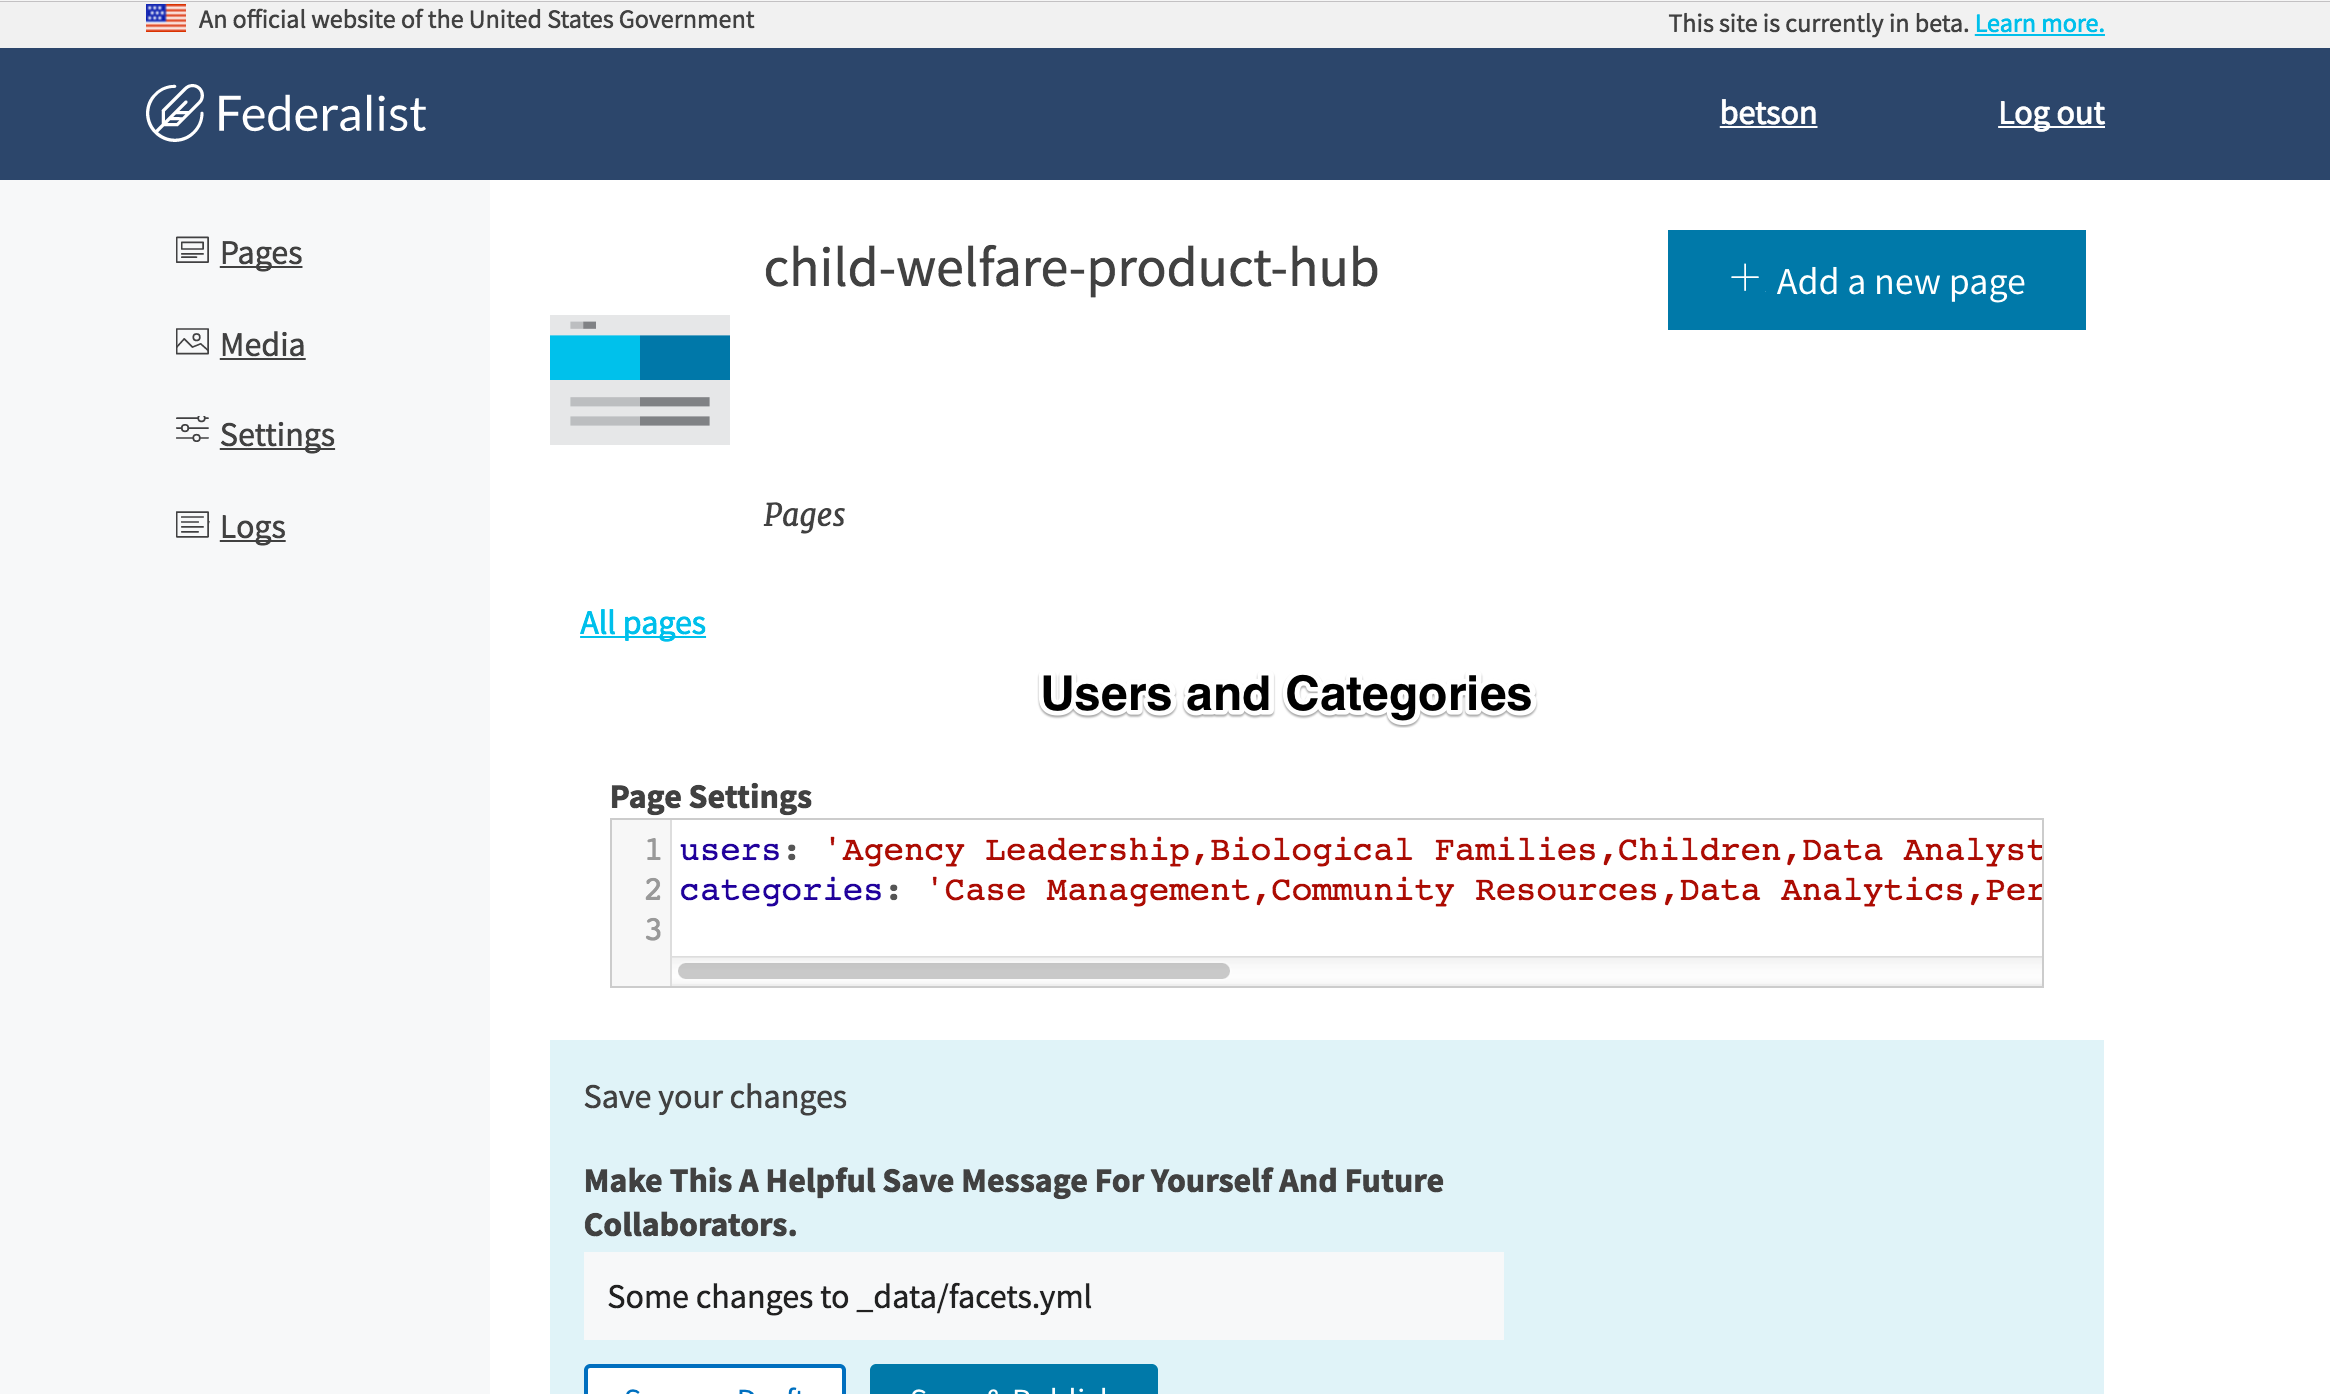 An official website of the United States Government
This site is currently in beta. Learn more.
Federalist
betson
Log out
Pages
Media
Settings
Logs
child-welfare-product-hub
+ Add a new page
Pages
All pages
Users and Categories
Page Settings
1 users: 'Agency Leadership,Biological Families,Children,Data Analyst
2 categories: 'Case Management,Community Resources,Data Analytics,Per
3
Save your changes
Make This A Helpful Save Message For Yourself And Future
Collaborators.
Some changes to _data/facets.yml
Save & Publish